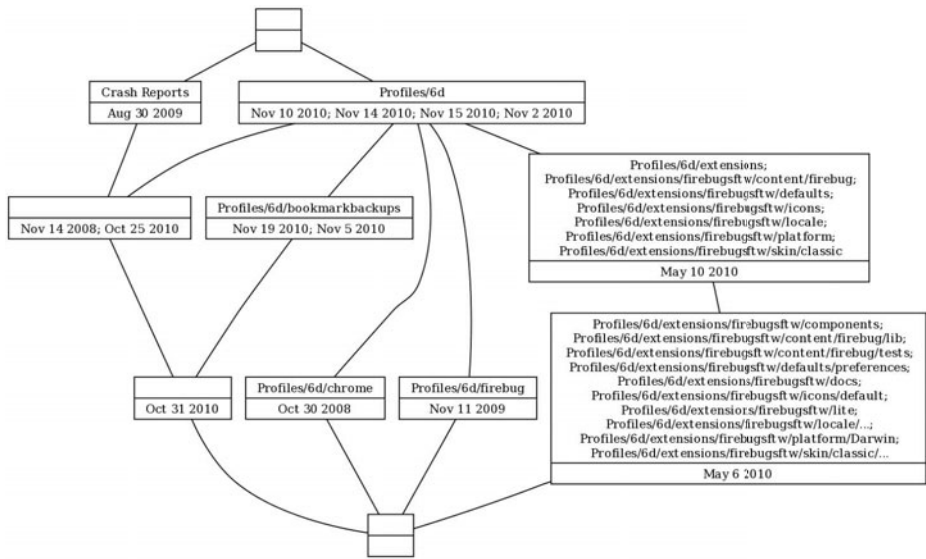 Crash Reports
Aug 30 2009
Profiles/6d
Nov 10 2010; Nov 14 2010; Nov 15 2010; Nov 2 2010
Nov 14 2008; Oct 25 2010
Profiles/6d/bookmarkbackups
Nov 19 2010; Nov 5 2010
Profiles/6d/extensions;
Profiles/6d/extensions/firebugsftw/content/firebug;
Profiles/6d/extensions/firebugsftw/defaults;
Profiles/6d/extensions/firebugsftw/icons;
Profiles/6d/extensions/firebugsftw/locale;
Profiles/6d/extensions/firebugsftw/platform;
Profiles/6d/extensions/firebugsftw/skin/classic
May 10 2010
Oct 31 2010
Profiles/6d/chrome
Oct 30 2008
Profiles/6d/firebug
Nov 11 2009
Profiles/6d/extensions/firebugsftw/components;
Profiles/6d/extensions/firebugsftw/content/firebug/lib;
Profiles/6d/extensions/firebugsftw/content/firebug/tests;
Profiles/6d/extensions/firebugsftw/defaults/preferences;
Profiles/6d/extensions/firebugsftw/docs;
Profiles/6d/extensions/firebugsftw/icons/default;
Profiles/6d/extensions/firebugsftw/lite;
Profiles/6d/extensions/firebugsftw/locale/...;
Profiles/6d/extensions/firebugsftw/platform/Darwin;
Profiles/6d/extensions/firebugsftw/skin/classic/...
May 6 2010